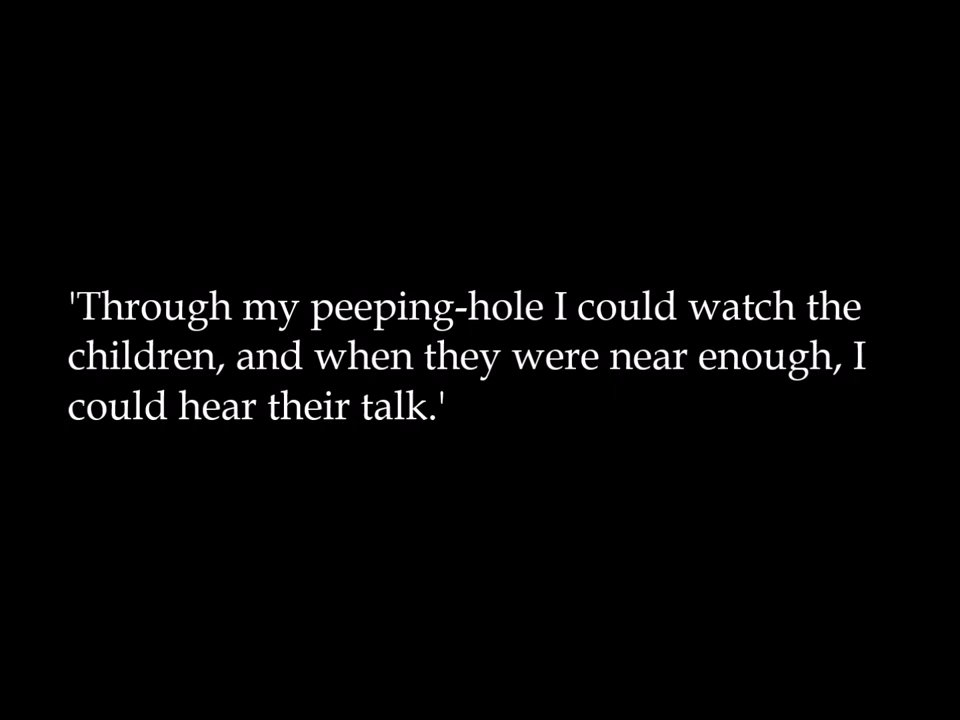 'Through my peeping-hole I could watch the
children, and when they were near enough, I
could hear their talk.'